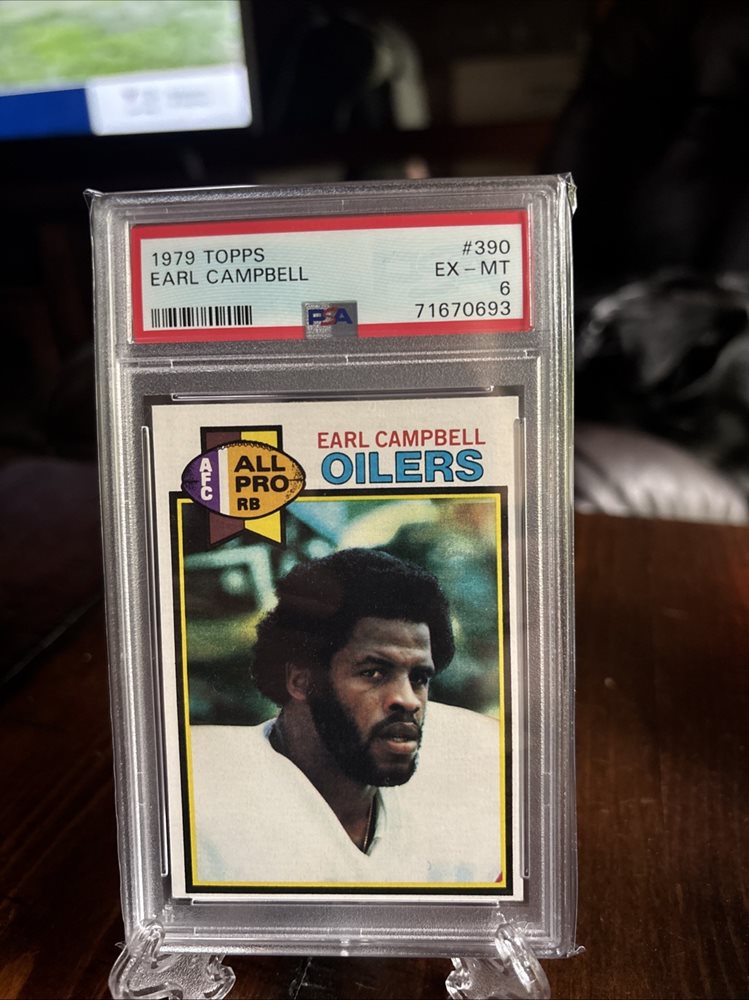 1979 TOPPS
#390
EARL CAMPBELL
EX - MT
6
PSA
71670693
EARL CAMPBELL
OILERS
AFC
ALL
PRO
RB